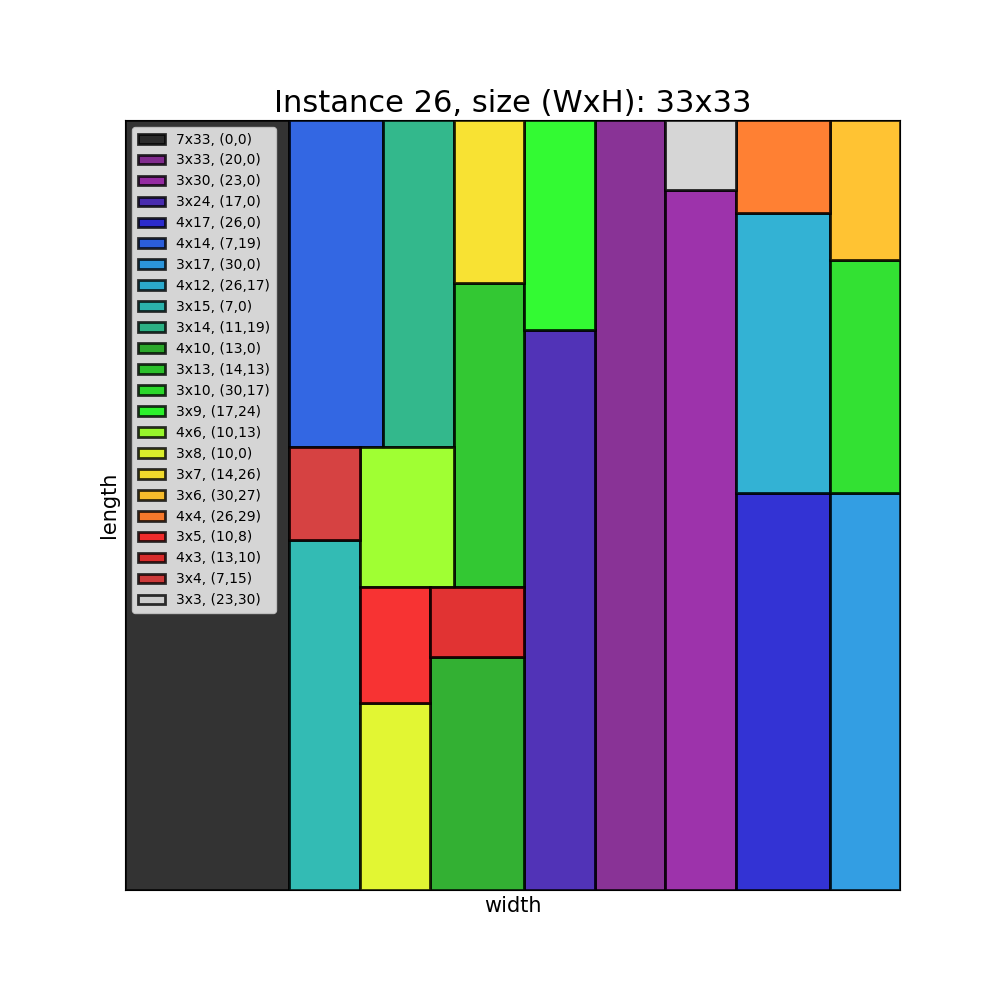 Instance 26, size (WxH): 33x33
7x33, (0,0)
3x33, (20,0)
3x30, (23,0)
3x24, (17,0)
4x17, (26,0)
4x14, (7,19)
3x17, (30,0)
4x12, (26,17)
3x15, (7,0)
3x14, (11,19)
4x10, (13,0)
3x13, (14,13)
3x10, (30,17)
3x9, (17,24)
4x6, (10,13)
3x8, (10,0)
3x7, (14,26)
3x6, (30,27)
4x4, (26,29)
3x5, (10,8)
4x3, (13,10)
3x4, (7,15)
3x3, (23,30)
length
width